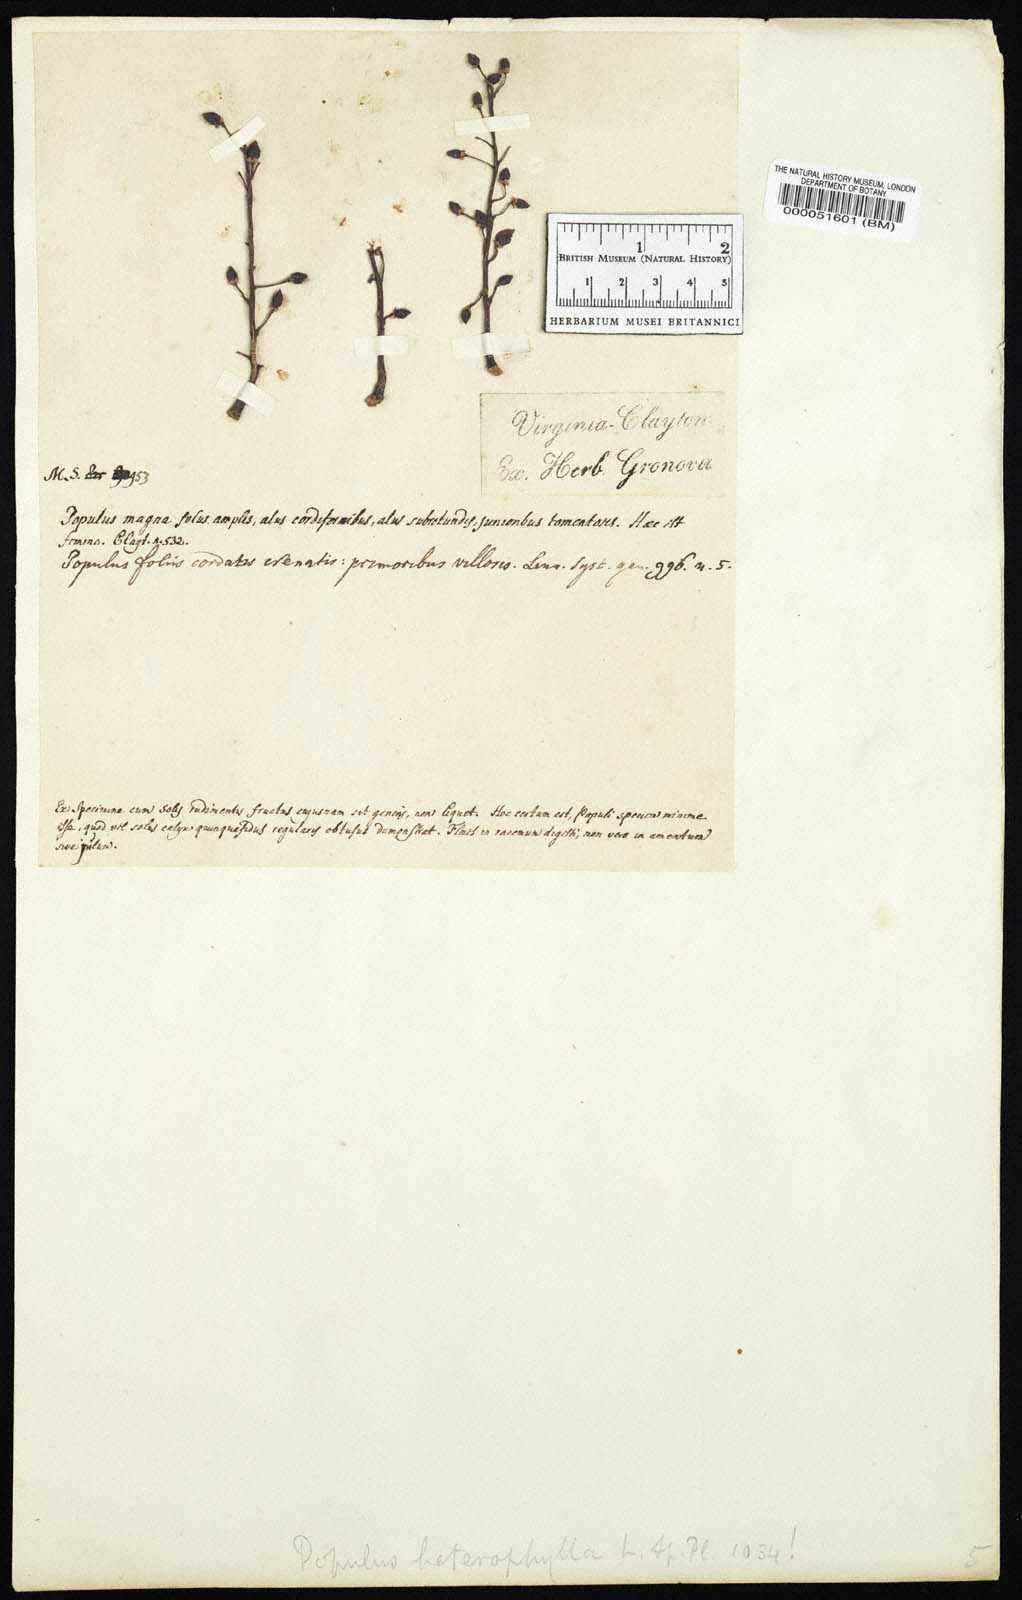 THE NATURAL HISTORY MUSEUM, LONDON
DEPARTMENT OF BOTANY
000051601 (BM)
1 2
BRITISH MUSEUM (NATURAL HISTORY)
1 2 3 4 5
HERBARIUM MUSEI BRITANNICI
Virginia - Clayton
Ex. Herb. Gronovii
M. S. 953
Populus magna foliis amplis, aliis cordiformibus, aliis subrotundis, junioribus tomentosis. Hæc est
femina. Clayt. n. 532.
Populus foliis cordatis crenatis: primoribus villosis. Linn. Syst. gen. 996. n. 5.
Ex Specimine cum solis rudimentis fructus cujusnam sit generis, non liquet. Hoc certum est, Populi speciem minime
esse, quod vel solus calyx quinquefidus regularis obtusus demonstrat. Flores in racemum digesti, non vero in amentum
sive julum.
Populus heterophylla L. Sp. Pl. 1034!
5